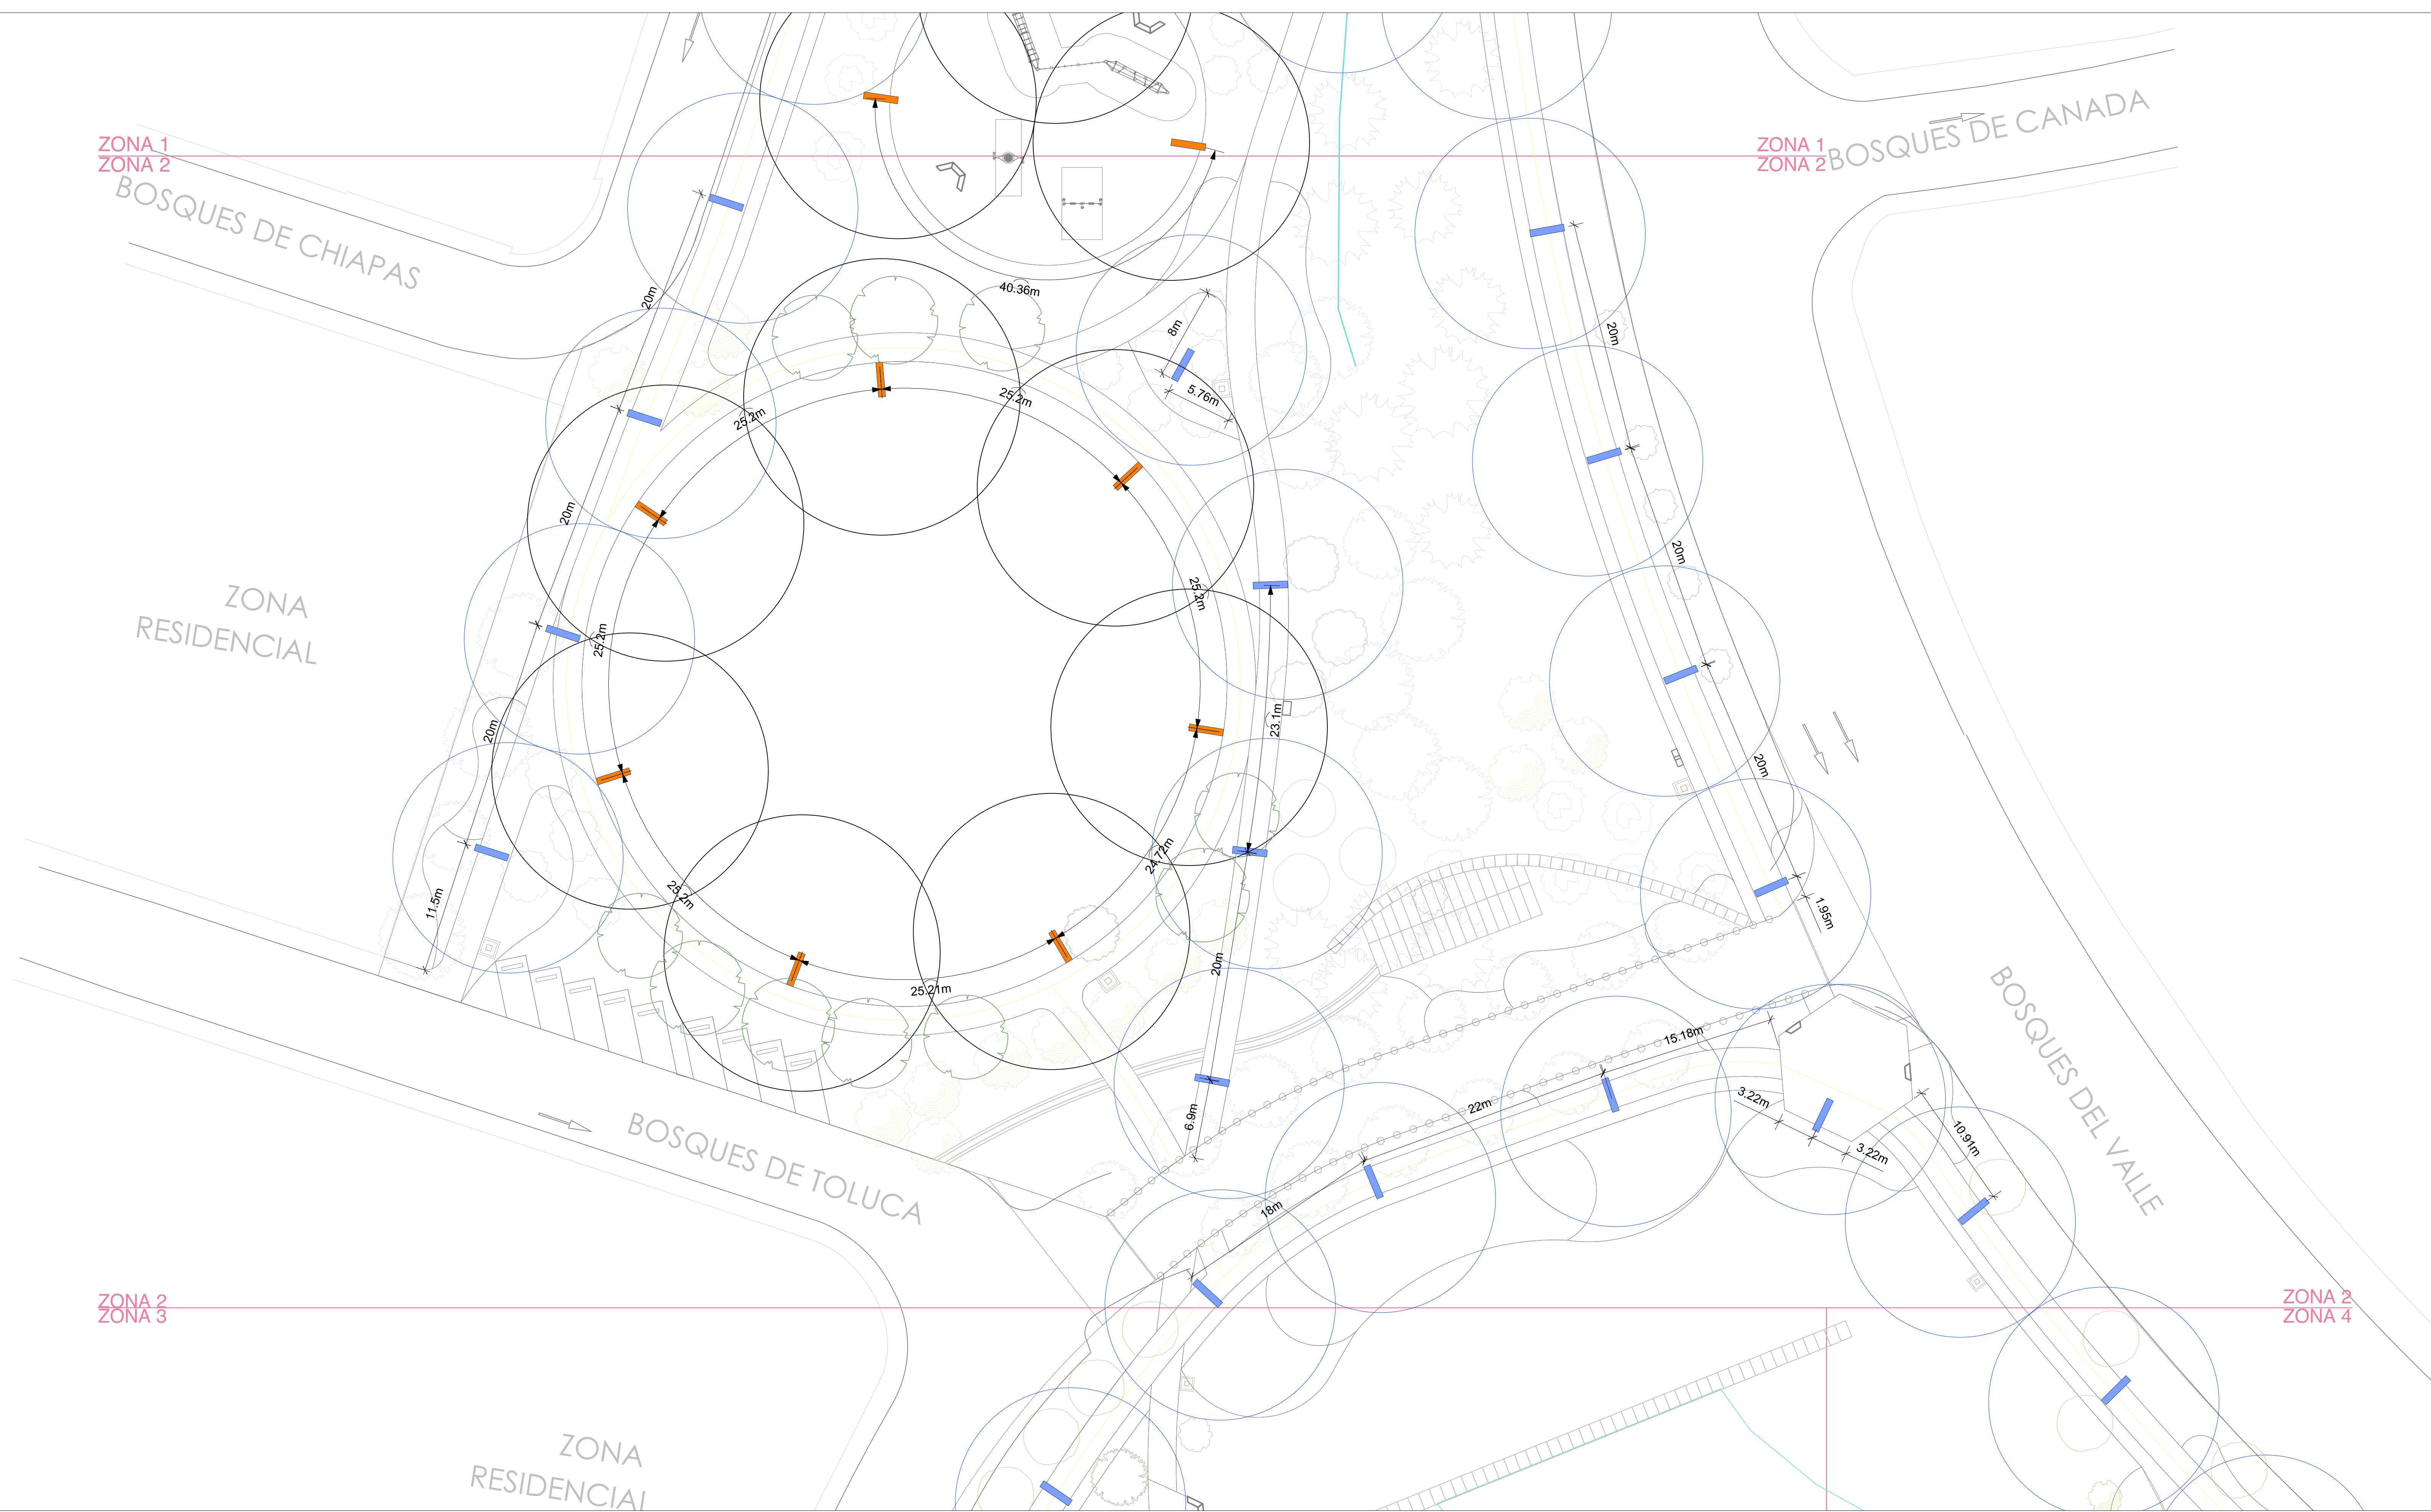 ZONA 1
ZONA 2
BOSQUES DE CHIAPAS
ZONA 1
ZONA 2
BOSQUES DE CANADA
20m
40.36m
8m
5.76m
20m
25.2m
25.2m
20m
25.2m
25.2m
20m
ZONA
RESIDENCIAL
20m
23.1m
20m
11.5m
25.2m
24.72m
1.95m
25.21m
20m
15.18m
BOSQUES DEL VALLE
22m
3.22m
3.22m
10.91m
6.9m
BOSQUES DE TOLUCA
18m
ZONA 2
ZONA 3
ZONA 2
ZONA 4
ZONA
RESIDENCIAL